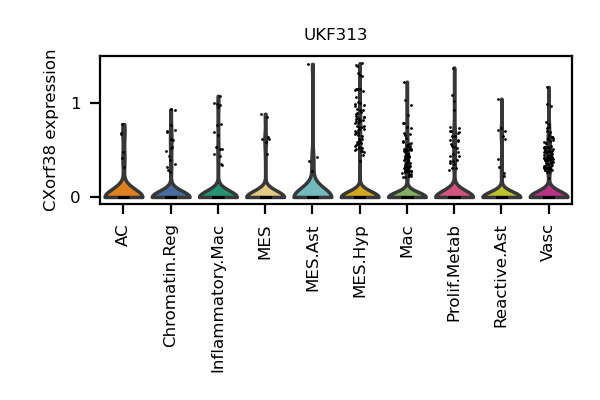 UKF313
CXorf38 expression
1
0
AC
Chromatin.Reg
Inflammatory.Mac
MES
MES.Ast
MES.Hyp
Mac
Prolif.Metab
Reactive.Ast
Vasc